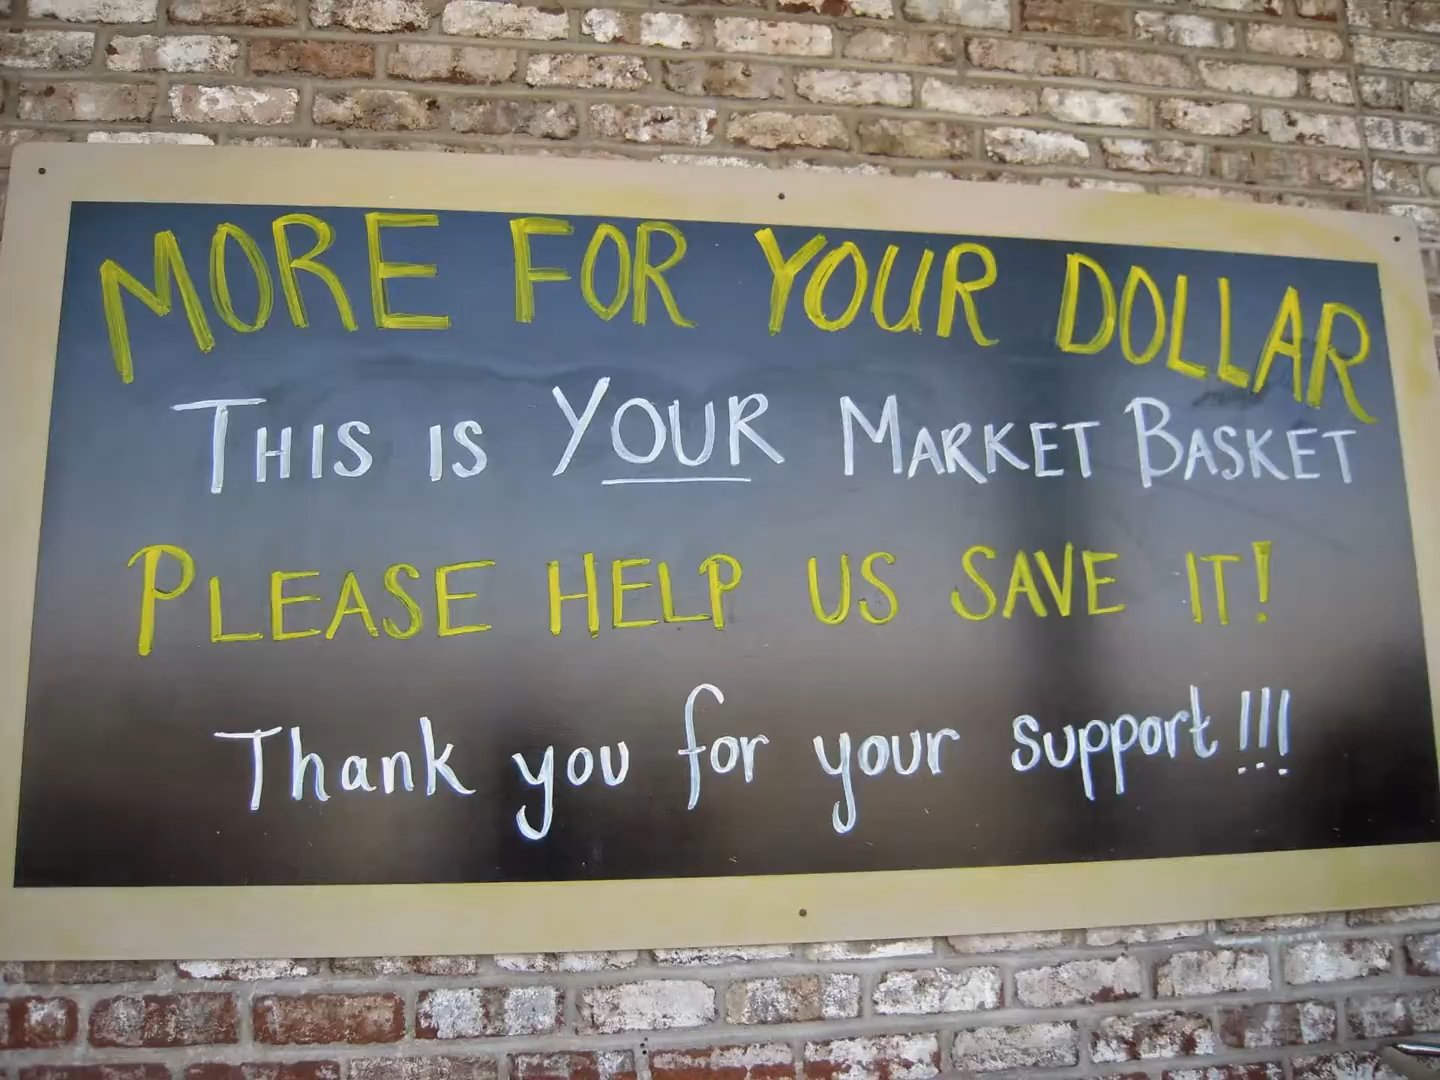 MORE FOR YOUR DOLLAR
THIS IS YOUR MARKET BASKET
PLEASE HELP US SAVE IT!
Thank you for your support!!!